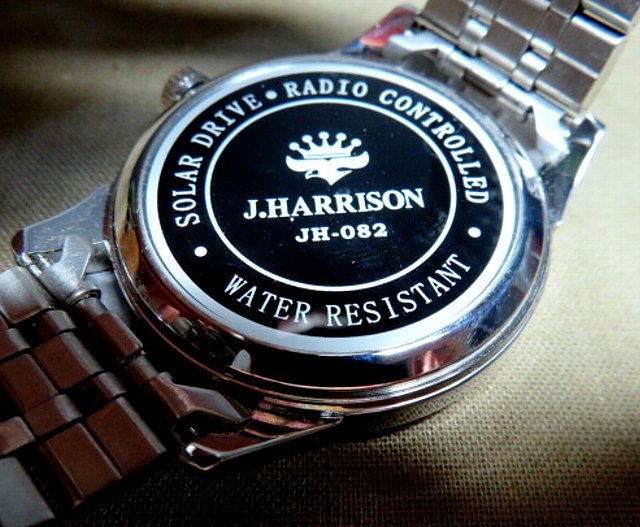 SOLAR DRIVE • RADIO CONTROLLED
J.HARRISON
JH-082
• WATER RESISTANT •